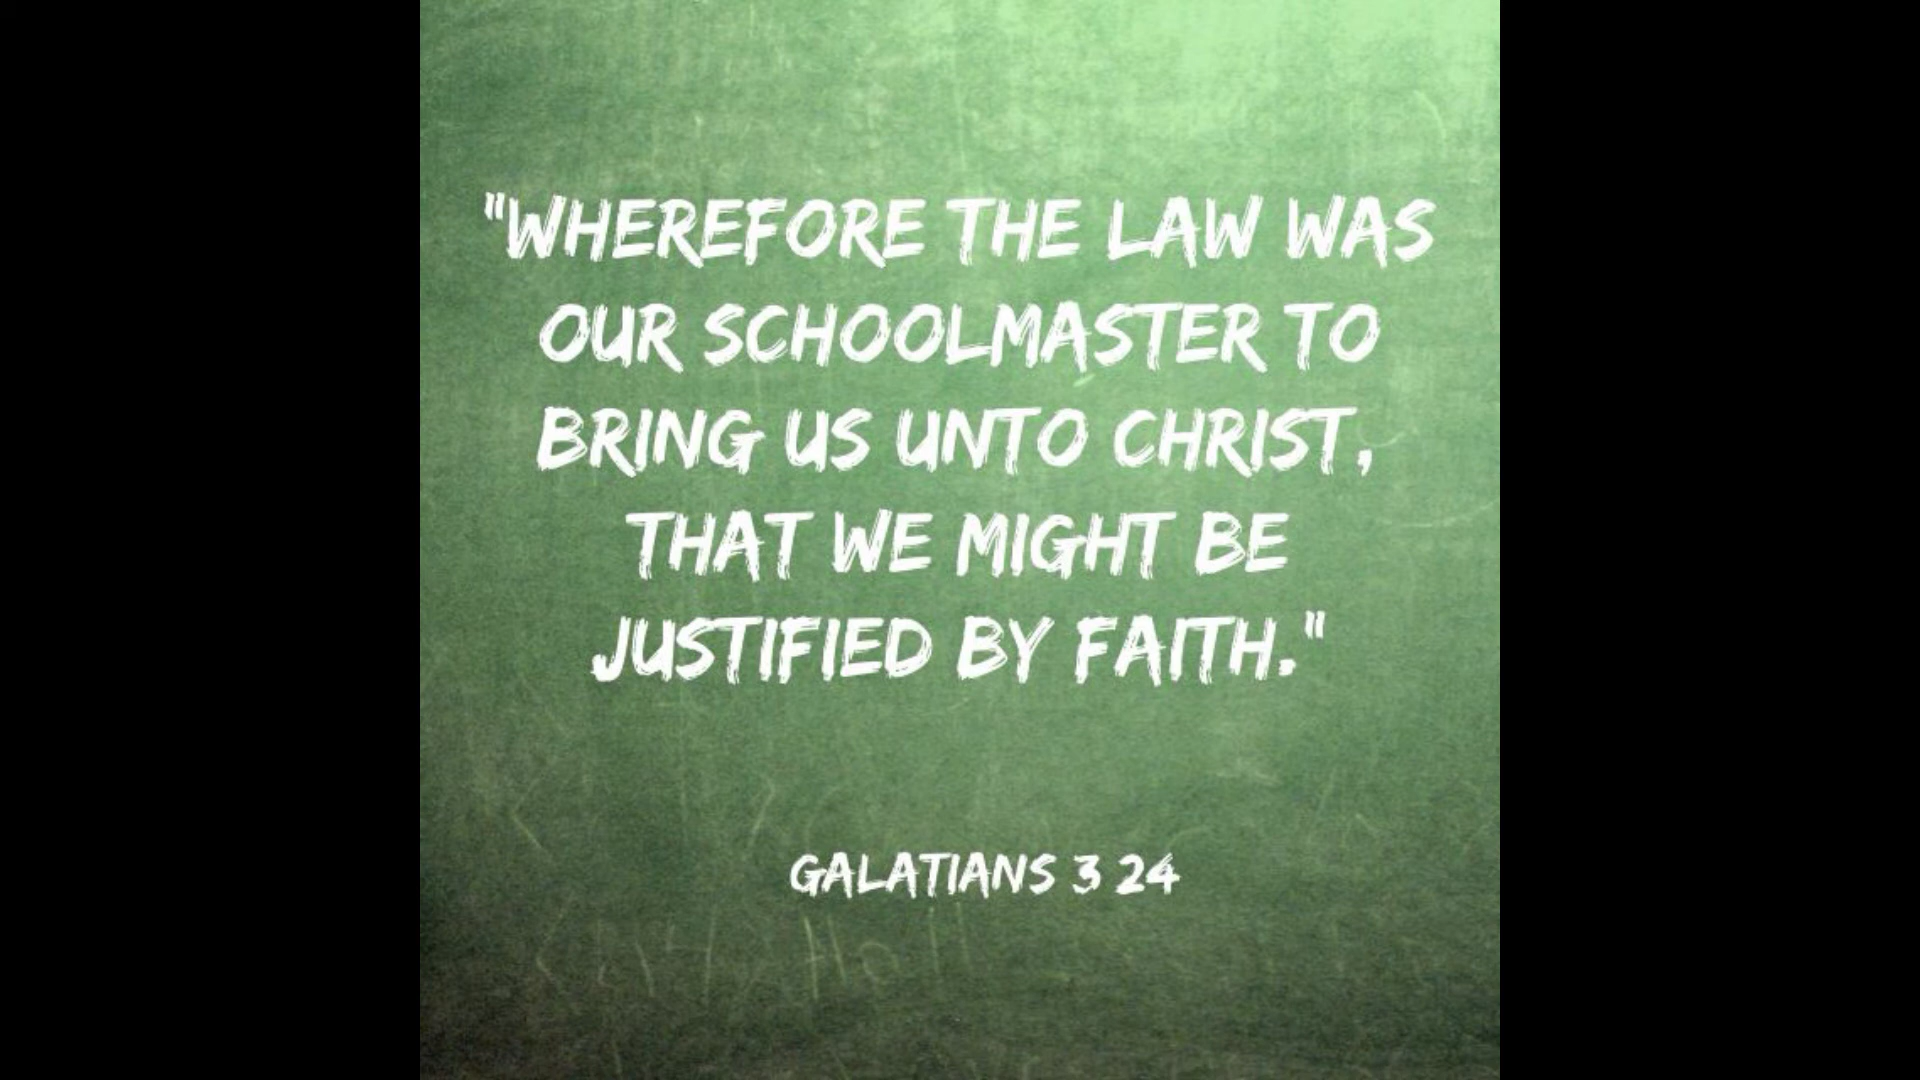 "WHEREFORE THE LAW WAS
OUR SCHOOLMASTER TO
BRING US UNTO CHRIST,
THAT WE MIGHT BE
JUSTIFIED BY FAITH."
GALATIANS 3 24